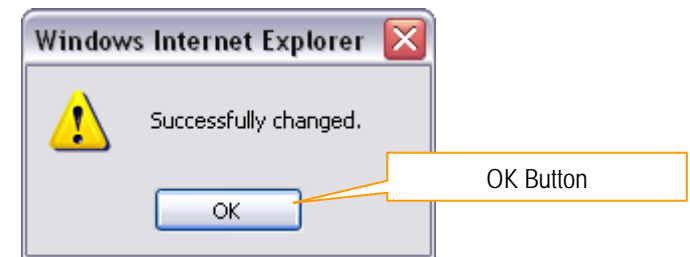 Windows Internet Explorer
Successfully changed.
OK Button
OK